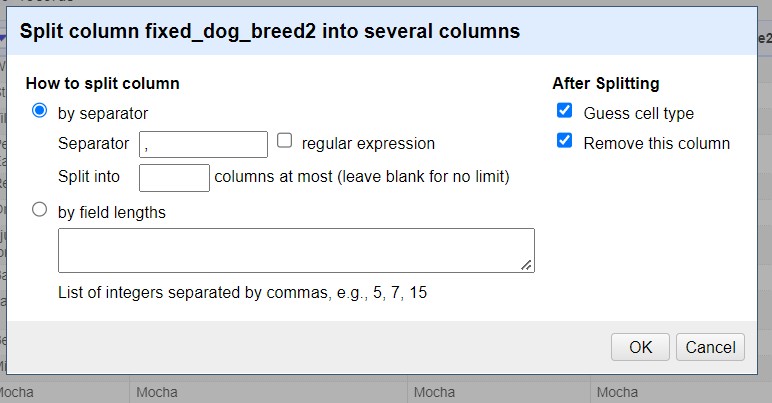 records
Split column fixed_dog_breed2 into several columns
How to split column
After Splitting
by separator
Guess cell type
Separator , regular expression
Remove this column
Split into columns at most (leave blank for no limit)
by field lengths
List of integers separated by commas, e.g., 5, 7, 15
OK Cancel
Mocha Mocha Mocha Mocha